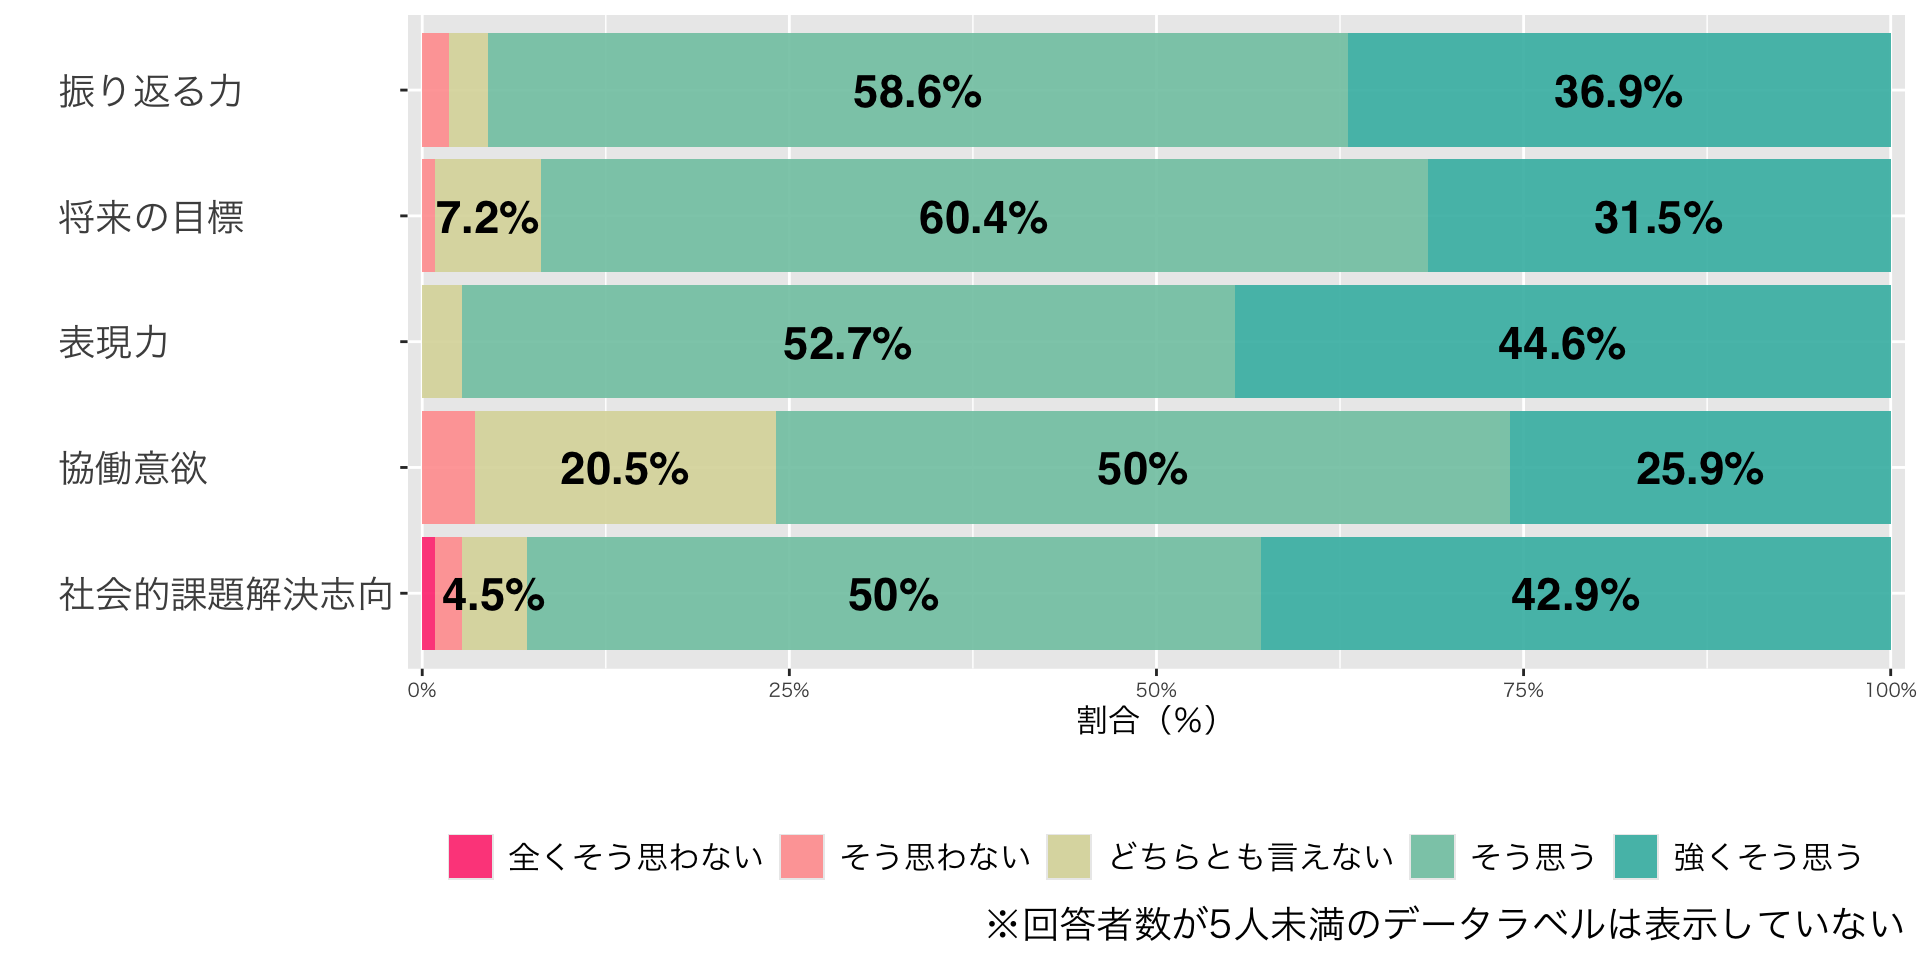 振り返る力 58.6% 36.9%
将来の目標 7.2% 60.4% 31.5%
表現力 52.7% 44.6%
協働意欲 20.5% 50% 25.9%
社会的課題解決志向 4.5% 50% 42.9%
0% 25% 50% 75% 100%
割合（%）
全くそう思わない そう思わない どちらとも言えない そう思う 強くそう思う
※回答者数が5人未満のデータラベルは表示していない